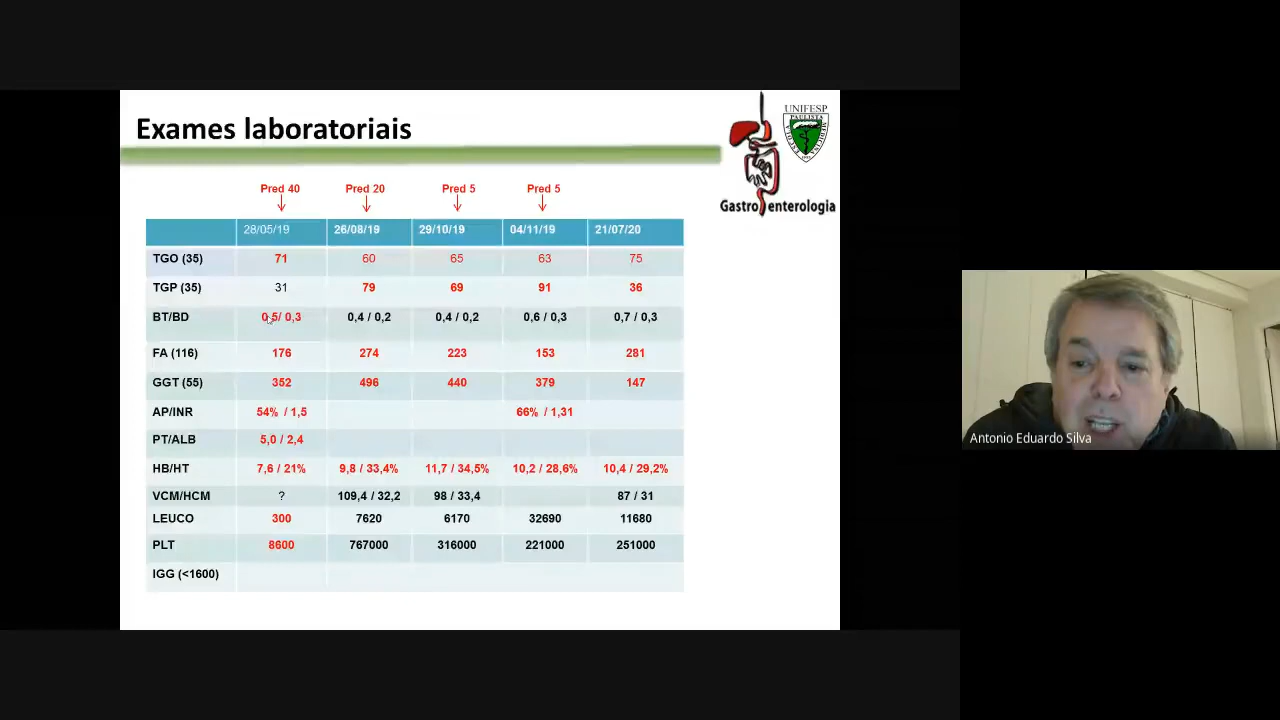 Exames laboratoriais
UNIFESP
PAULISTA
MEDICINA
1933
Gastro enterologia
Pred 40 Pred 20 Pred 5 Pred 5
28/05/19 26/08/19 29/10/19 04/11/19 21/07/20
TGO (35) 71 60 65 63 75
TGP (35) 31 79 69 91 36
BT/BD 0,5/ 0,3 0,4 / 0,2 0,4 / 0,2 0,6 / 0,3 0,7 / 0,3
FA (116) 176 274 223 153 281
GGT (55) 352 496 440 379 147
AP/INR 54% / 1,5 66% / 1,31
PT/ALB 5,0 / 2,4
HB/HT 7,6 / 21% 9,8 / 33,4% 11,7 / 34,5% 10,2 / 28,6% 10,4 / 29,2%
VCM/HCM ? 109,4 / 32,2 98 / 33,4 87 / 31
LEUCO 300 7620 6170 32690 11680
PLT 8600 767000 316000 221000 251000
IGG (<1600)
Antonio Eduardo Silva